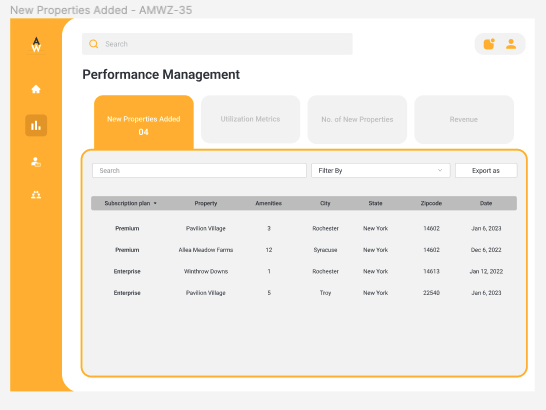 New Properties Added - AMWZ-35
A
W
Search
Performance Management
New Properties Added
04
Utilization Metrics
No. of New Properties
Revenue
Search
Filter By
Export as
Subscription plan Property Amenities City State Zipcode Date
Premium Pavilion Village 3 Rochester New York 14602 Jan 6, 2023
Premium Allea Meadow Farms 12 Syracuse New York 14602 Dec 6, 2022
Enterprise Winthrow Downs 1 Rochester New York 14613 Jan 12, 2022
Enterprise Pavilion Village 5 Troy New York 22540 Jan 6, 2023